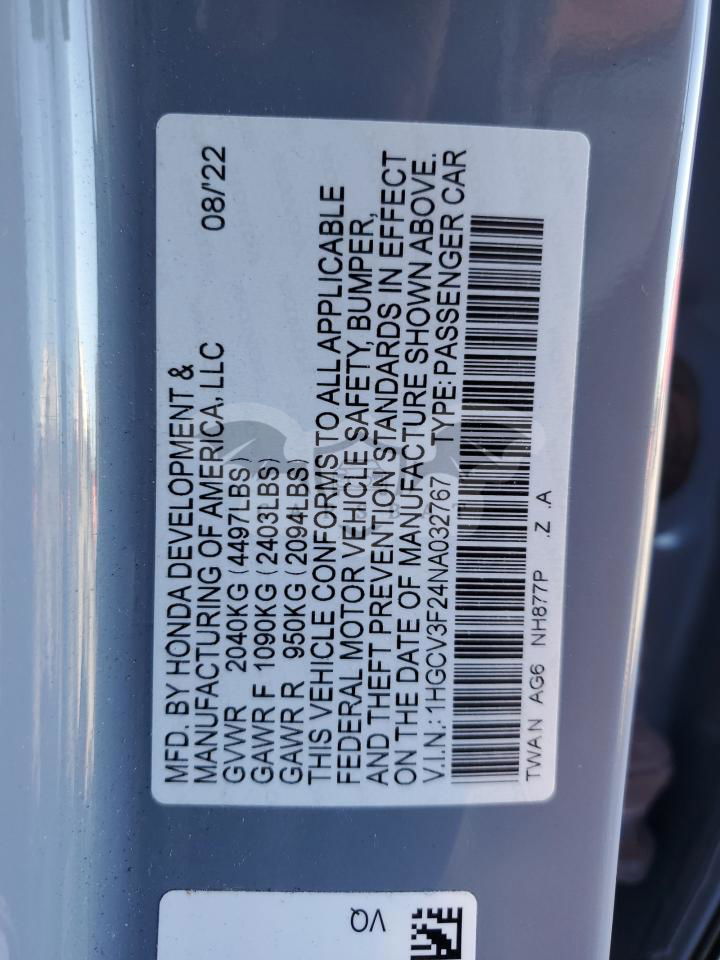 MFD. BY HONDA DEVELOPMENT &
MANUFACTURING OF AMERICA, LLC 08/'22
GVWR 2040KG (4497LBS)
GAWR F 1090KG (2403LBS)
GAWR R 950KG (2094LBS)
THIS VEHICLE CONFORMS TO ALL APPLICABLE
FEDERAL MOTOR VEHICLE SAFETY, BUMPER,
AND THEFT PREVENTION STANDARDS IN EFFECT
ON THE DATE OF MANUFACTURE SHOWN ABOVE..
V.I.N.: 1HGCV3F24NA032767 TYPE: PASSENGER CAR
TWAN AG6 NH877P .Z .A
VQ